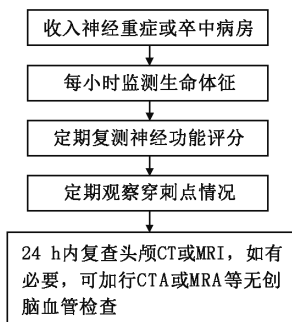 收入神经重症或卒中病房
每小时监测生命体征
定期复测神经功能评分
定期观察穿刺点情况
24 h内复查头颅CT或MRI，如有
必要，可加行CTA或MRA等无创
脑血管检查